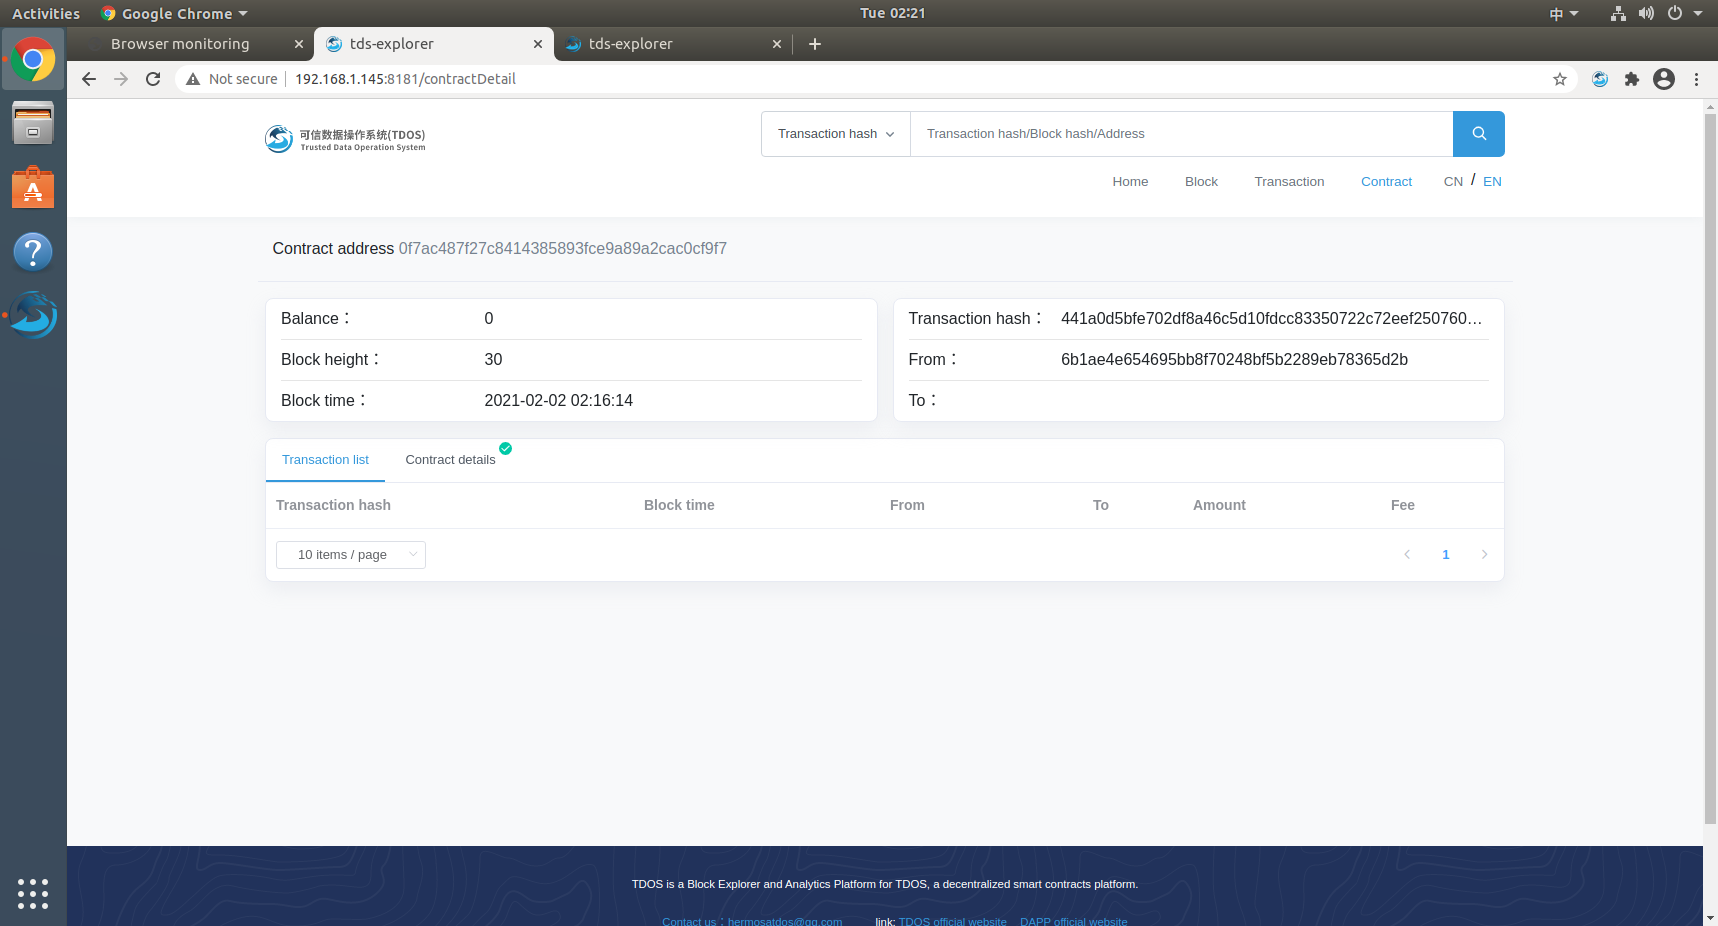 Activities Google Chrome Tue 02:21 中
Browser monitoring tds-explorer tds-explorer
Not secure 192.168.1.145:8181/contractDetail
可信数据操作系统(TDOS)
Trusted Data Operation System
Transaction hash Transaction hash/Block hash/Address
Home Block Transaction Contract CN / EN
Contract address 0f7ac487f27c8414385893fce9a89a2cac0cf9f7
Balance： 0
Block height： 30
Block time： 2021-02-02 02:16:14
Transaction hash： 441a0d5bfe702df8a46c5d10fdcc83350722c72eef250760…
From： 6b1ae4e654695bb8f70248bf5b2289eb78365d2b
To：
Transaction list Contract details
Transaction hash Block time From To Amount Fee
10 items / page 1
TDOS is a Block Explorer and Analytics Platform for TDOS, a decentralized smart contracts platform.
Contact us：hermosatdos@qq.com link: TDOS official website DAPP official website